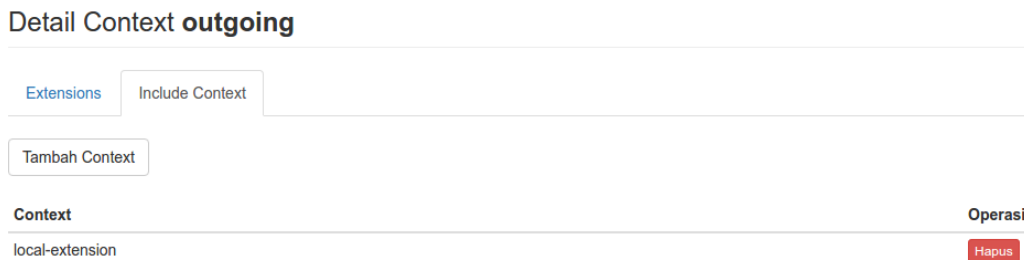 Detail Context outgoing
Extensions Include Context
Tambah Context
Context Operasi
local-extension Hapus